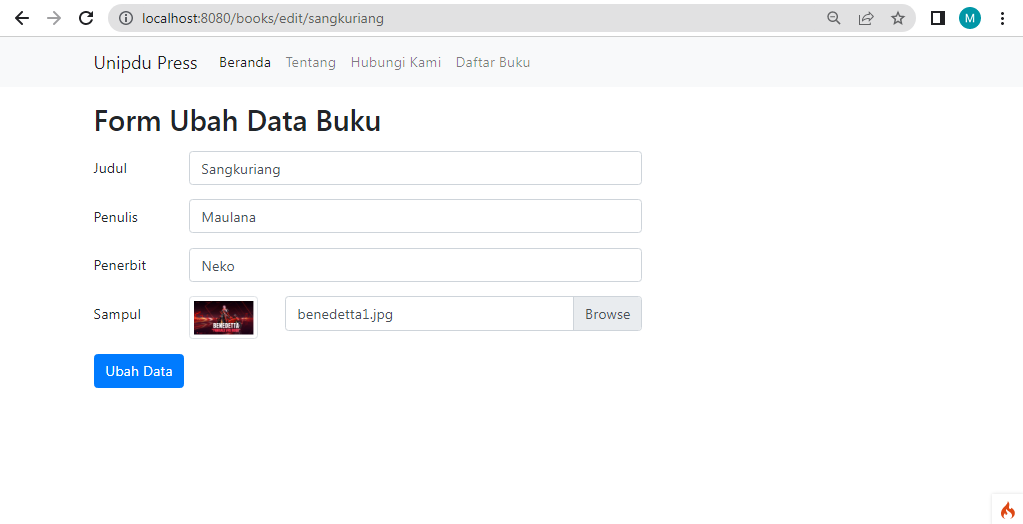 localhost:8080/books/edit/sangkuriang
M
Unipdu Press Beranda Tentang Hubungi Kami Daftar Buku
Form Ubah Data Buku
Judul Sangkuriang
Penulis Maulana
Penerbit Neko
Sampul BENEDETTA benedetta1.jpg Browse
Ubah Data